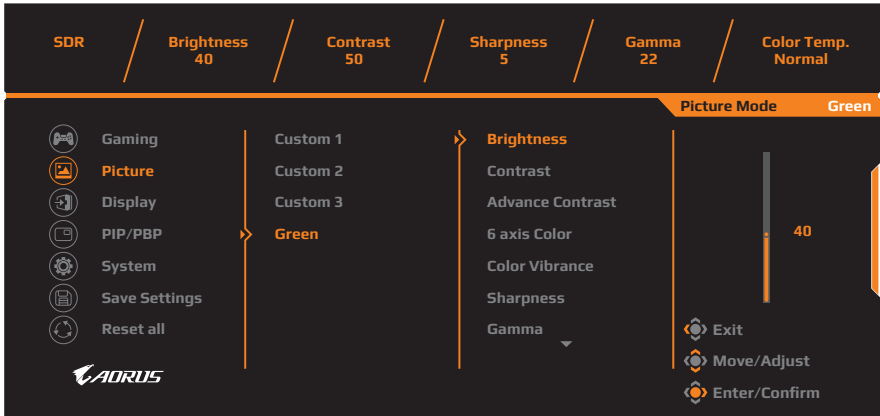 SDR
Brightness
40
Contrast
50
Sharpness
5
Gamma
22
Color Temp.
Normal
Picture Mode Green
Gaming
Picture
Display
PIP/PBP
System
Save Settings
Reset all
Custom 1
Custom 2
Custom 3
Green
Brightness
Contrast
Advance Contrast
6 axis Color
Color Vibrance
Sharpness
Gamma
40
Exit
Move/Adjust
Enter/Confirm
AORUS